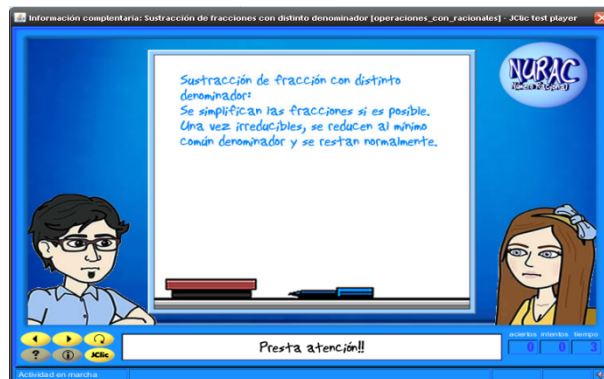 Información complentaria: Sustracción de fracciones con distinto denominador [operaciones_con_racionales] - JClic test player
NURAC
Número Racional
Sustracción de fracción con distinto
denominador:
Se simplifican las fracciones si es posible.
Una vez irreducibles, se reducen al mínimo
común denominador y se restan normalmente.
? i JClic
Presta atención!!
aciertos intentos tiempo
0 0 3
Actividad en marcha